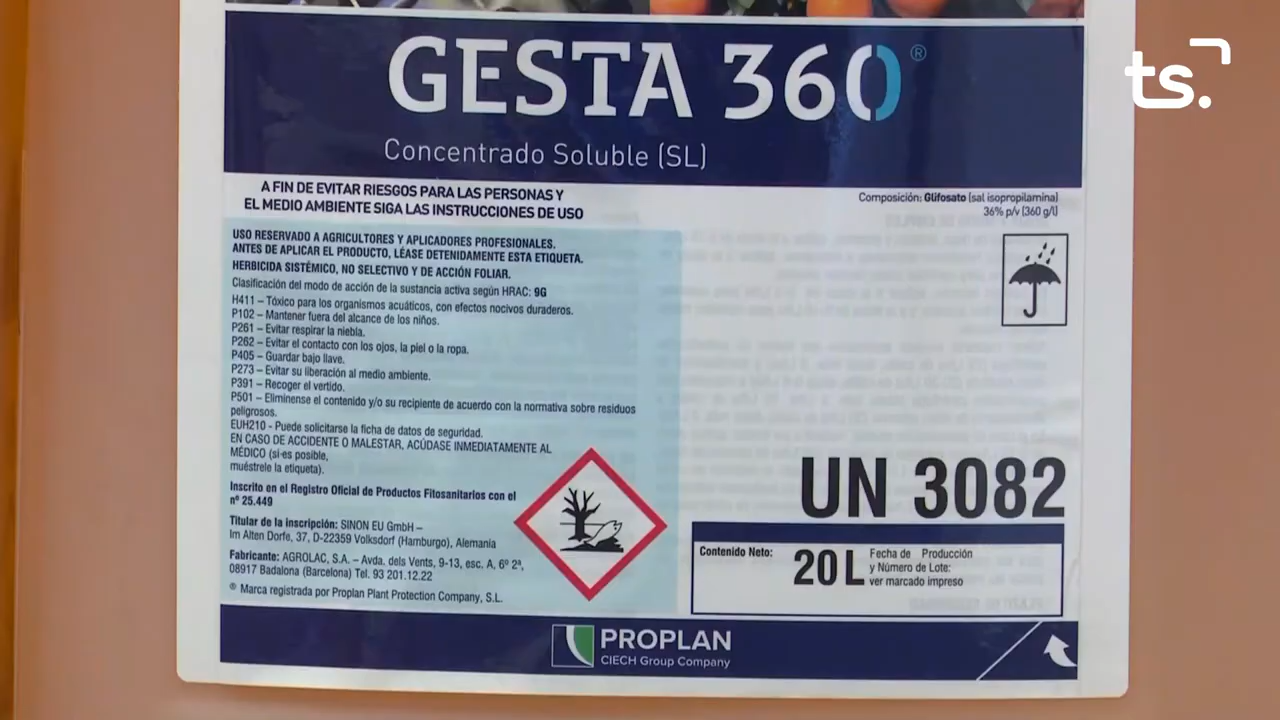 GESTA 360®
ts.
Concentrado Soluble (SL)
A FIN DE EVITAR RIESGOS PARA LAS PERSONAS Y
EL MEDIO AMBIENTE SIGA LAS INSTRUCCIONES DE USO
Composición: Glifosato (sal isopropilamina)
36% p/v (360 g/l)
USO RESERVADO A AGRICULTORES Y APLICADORES PROFESIONALES.
ANTES DE APLICAR EL PRODUCTO, LÉASE DETENIDAMENTE ESTA ETIQUETA.
HERBICIDA SISTÉMICO, NO SELECTIVO Y DE ACCIÓN FOLIAR.
Clasificación del modo de acción de la sustancia activa según HRAC: 9G
H411 – Tóxico para los organismos acuáticos, con efectos nocivos duraderos.
P102 – Mantener fuera del alcance de los niños.
P261 – Evitar respirar la niebla.
P262 – Evitar el contacto con los ojos, la piel o la ropa.
P405 – Guardar bajo llave.
P273 – Evitar su liberación al medio ambiente.
P391 – Recoger el vertido.
P501 – Elimínense el contenido y/o su recipiente de acuerdo con la normativa sobre residuos
peligrosos.
EUH210 - Puede solicitarse la ficha de datos de seguridad.
EN CASO DE ACCIDENTE O MALESTAR, ACÚDASE INMEDIATAMENTE AL
MÉDICO (si es posible,
muéstrele la etiqueta).
Inscrito en el Registro Oficial de Productos Fitosanitarios con el
nº 25.449
Titular de la inscripción: SINON EU GmbH –
Im Alten Dorfe, 37, D-22359 Volksdorf (Hamburgo), Alemania
Fabricante: AGROLAC, S.A. – Avda. dels Vents, 9-13, esc. A, 6º 2ª,
08917 Badalona (Barcelona) Tel. 93 201.12.22
® Marca registrada por Proplan Plant Protection Company, S.L.
UN 3082
Contenido Neto: 20 L
Fecha de Producción
y Número de Lote:
ver marcado impreso
PROPLAN
CIECH Group Company